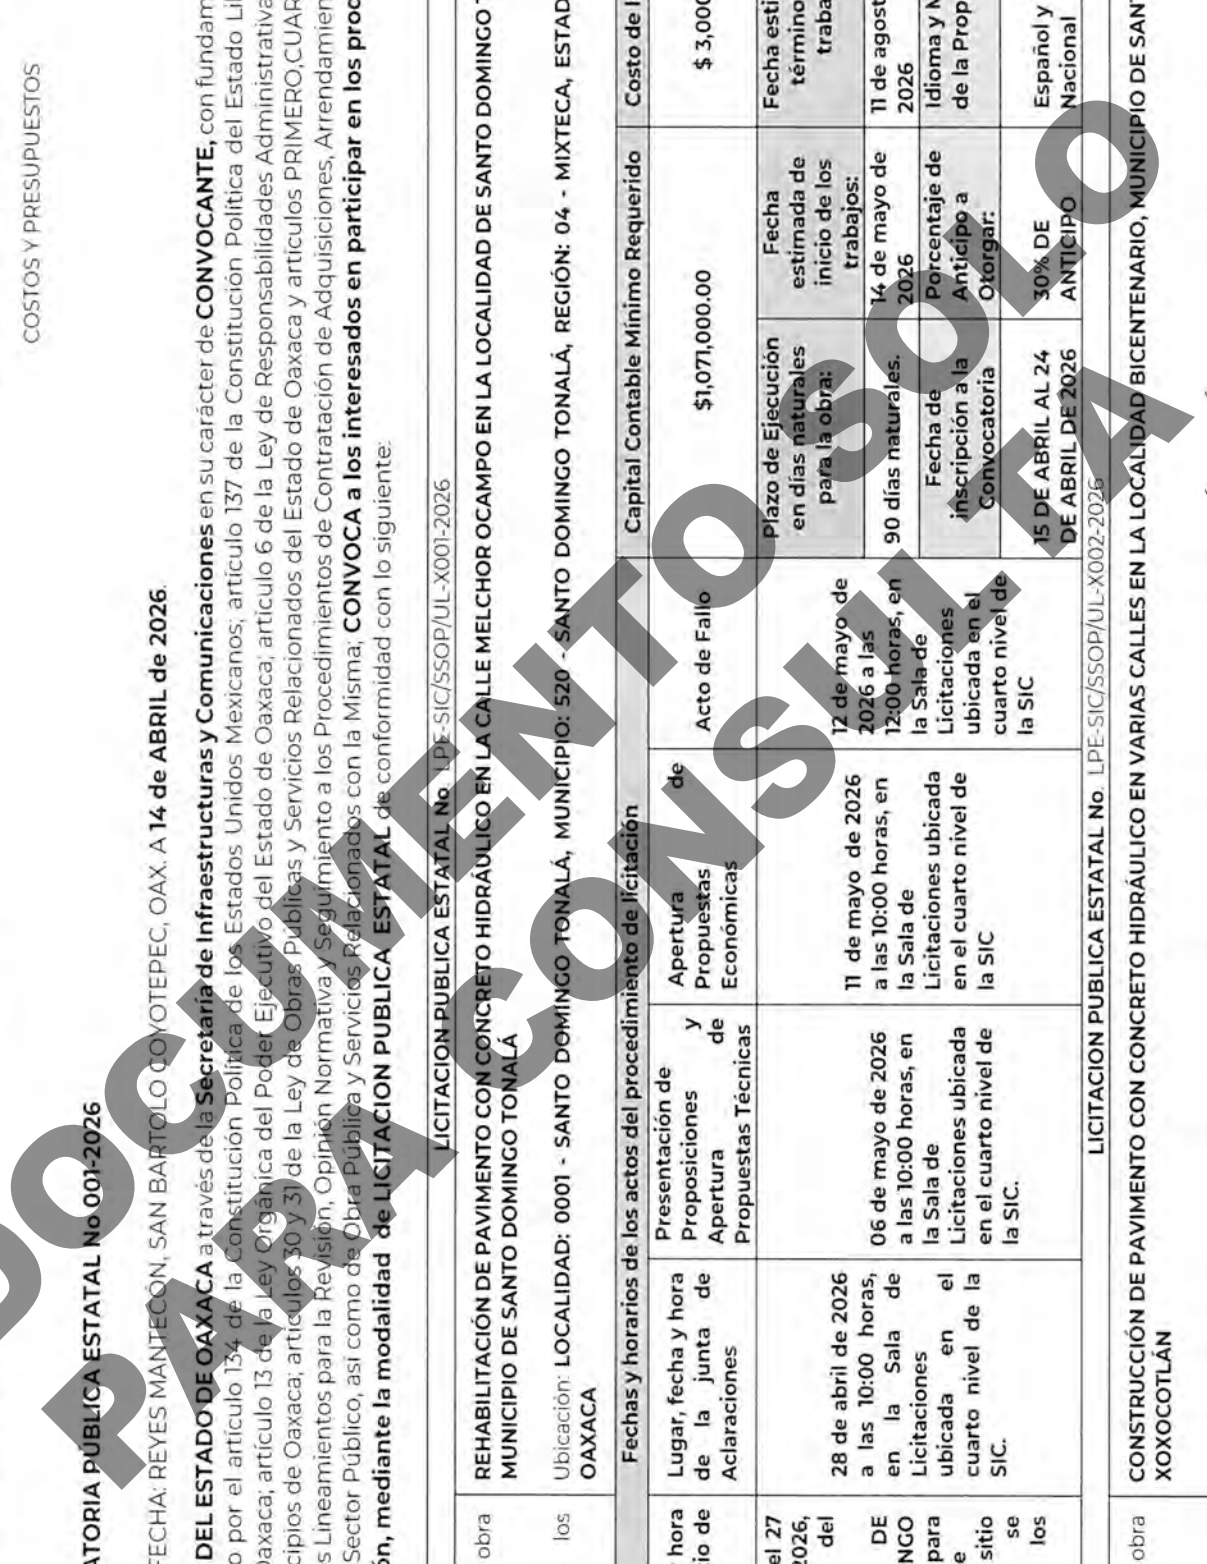 COSTOS Y PRESUPUESTOS
ATORIA PÚBLICA ESTATAL No 001-2026
FECHA: REYES MANTECÓN, SAN BARTOLO COYOTEPEC, OAX. A 14 de ABRIL de 2026.
DEL ESTADO DE OAXACA a través de la Secretaría de Infraestructuras y Comunicaciones en su carácter de CONVOCANTE, con fundam
o por el artículo 134 de la Constitución Política de los Estados Unidos Mexicanos; artículo 137 de la Constitución Política del Estado Li
Oaxaca; artículo 13 de la Ley Orgánica del Poder Ejecutivo del Estado de Oaxaca; artículo 6 de la Ley de Responsabilidades Administrativa
cipios de Oaxaca; artículos 30 y 31 de la Ley de Obras Públicas y Servicios Relacionados del Estado de Oaxaca y artículos PRIMERO, CUAR
s Lineamientos para la Revisión, Opinión Normativa y Seguimiento a los Procedimientos de Contratación de Adquisiciones, Arrendamien
Sector Público, así como de Obra Pública y Servicios Relacionados con la Misma; CONVOCA a los interesados en participar en los proc
ón, mediante la modalidad de LICITACION PUBLICA ESTATAL de conformidad con lo siguiente:
LICITACION PUBLICA ESTATAL No. LPE-SIC/SSOP/UL-X001-2026
obra
REHABILITACIÓN DE PAVIMENTO CON CONCRETO HIDRÁULICO EN LA CALLE MELCHOR OCAMPO EN LA LOCALIDAD DE SANTO DOMINGO T
MUNICIPIO DE SANTO DOMINGO TONALÁ
los
Ubicación: LOCALIDAD: 0001 - SANTO DOMINGO TONALÁ, MUNICIPIO: 520 - SANTO DOMINGO TONALÁ, REGIÓN: 04 - MIXTECA, ESTAD
OAXACA
Fechas y horarios de los actos del procedimiento de licitación
Capital Contable Mínimo Requerido
Costo de l
hora
io de
Lugar, fecha y hora
de la junta de
Aclaraciones
Presentación de
Proposiciones y
Apertura de
Propuestas Técnicas
Apertura de
Propuestas
Económicas
Acto de Fallo
$1,071,000.00
$ 3,000
el 27
2026,
del
DE
NGO
para
e
sitio
se
los
28 de abril de 2026
a las 10:00 horas,
en la Sala de
Licitaciones
ubicada en el
cuarto nivel de la
SIC.
06 de mayo de 2026
a las 10:00 horas, en
la Sala de
Licitaciones ubicada
en el cuarto nivel de
la SIC.
11 de mayo de 2026
a las 10:00 horas, en
la Sala de
Licitaciones ubicada
en el cuarto nivel de
la SIC
12 de mayo de
2026 a las
12:00 horas, en
la Sala de
Licitaciones
ubicada en el
cuarto nivel de
la SIC
Plazo de Ejecución
en días naturales
para la obra:
Fecha
estimada de
inicio de los
trabajos:
Fecha esti
término
traba
90 días naturales.
14 de mayo de
2026
11 de agost
2026
Fecha de
inscripción a la
Convocatoria
Porcentaje de
Anticipo a
Otorgar:
Idioma y M
de la Prop
15 DE ABRIL AL 24
DE ABRIL DE 2026
30% DE
ANTICIPO
Español y
Nacional
LICITACION PUBLICA ESTATAL No. LPE-SIC/SSOP/UL-X002-2026
obra
CONSTRUCCIÓN DE PAVIMENTO CON CONCRETO HIDRÁULICO EN VARIAS CALLES EN LA LOCALIDAD BICENTENARIO, MUNICIPIO DE SANT
XOXOCOTLÁN
DOCUMENTO SOLO
PARA CONSULTA